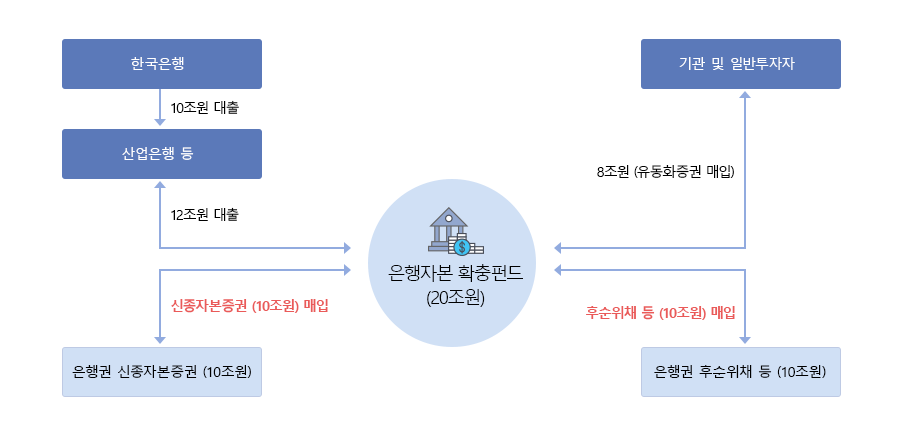 한국은행
10조원 대출
산업은행 등
12조원 대출
기관 및 일반투자자
8조원 (유동화증권 매입)
$
은행자본 확충펀드
(20조원)
신종자본증권 (10조원) 매입
은행권 신종자본증권 (10조원)
후순위채 등 (10조원) 매입
은행권 후순위채 등 (10조원)